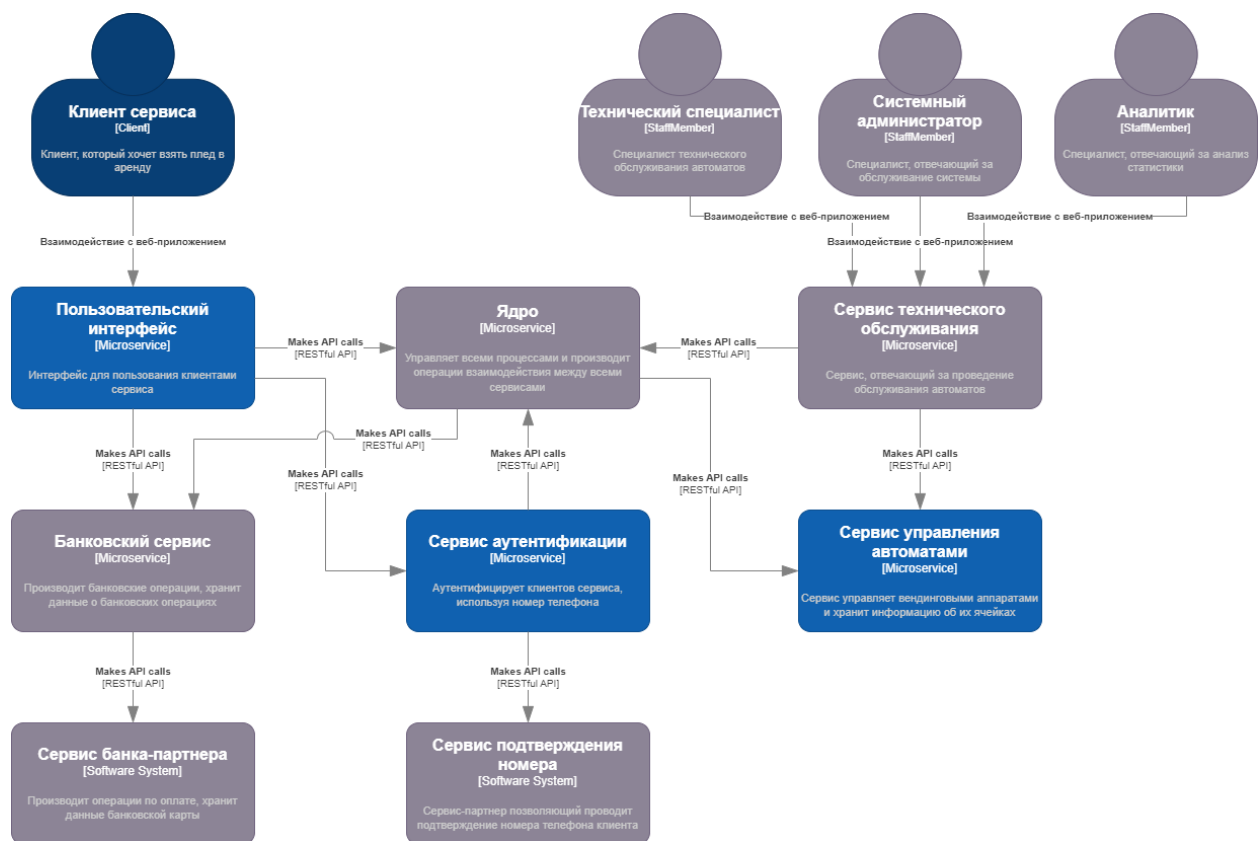 Клиент сервиса
[Client]
Клиент, который хочет взять плед в
аренду
Технический специалист
[StaffMember]
Специалист технического
обслуживания автоматов
Системный
администратор
[StaffMember]
Специалист, отвечающий за
обслуживание системы
Аналитик
[StaffMember]
Специалист, отвечающий за анализ
статистики
Взаимодействие с веб-приложением
Взаимодействие с веб-приложением
Взаимодействие с веб-приложением
Взаимодействие с веб-приложением
Пользовательский
интерфейс
[Microservice]
Интерфейс для пользования клиентами
сервиса
Makes API calls
[RESTful API]
Ядро
[Microservice]
Управляет всеми процессами и производит
операции взаимодействия между всеми
сервисами
Makes API calls
[RESTful API]
Сервис технического
обслуживания
[Microservice]
Сервис, отвечающий за проведение
обслуживания автоматов
Makes API calls
[RESTful API]
Makes API calls
[RESTful API]
Makes API calls
[RESTful API]
Makes API calls
[RESTful API]
Makes API calls
[RESTful API]
Makes API calls
[RESTful API]
Банковский сервис
[Microservice]
Производит банковские операции, хранит
данные о банковских операциях
Сервис аутентификации
[Microservice]
Аутентифицирует клиентов сервиса,
используя номер телефона
Сервис управления
автоматами
[Microservice]
Сервис управляет вендинговыми аппаратами
и хранит информацию об их ячейках
Makes API calls
[RESTful API]
Makes API calls
[RESTful API]
Сервис банка-партнера
[Software System]
Производит операции по оплате, хранит
данные банковской карты
Сервис подтверждения
номера
[Software System]
Сервис-партнер позволяющий проводит
подтверждение номера телефона клиента